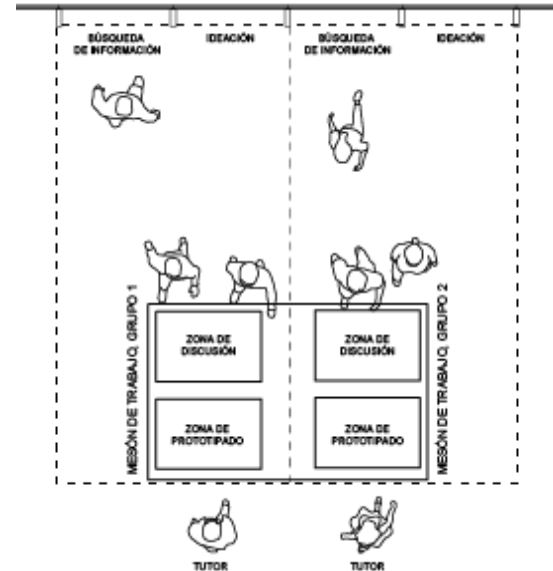 BÚSQUEDA
DE INFORMACIÓN
IDEACIÓN
BÚSQUEDA
DE INFORMACIÓN
IDEACIÓN
MESÓN DE TRABAJO, GRUPO 1
ZONA DE
DISCUSIÓN
ZONA DE
DISCUSIÓN
ZONA DE
PROTOTIPADO
ZONA DE
PROTOTIPADO
MESÓN DE TRABAJO, GRUPO 2
TUTOR
TUTOR